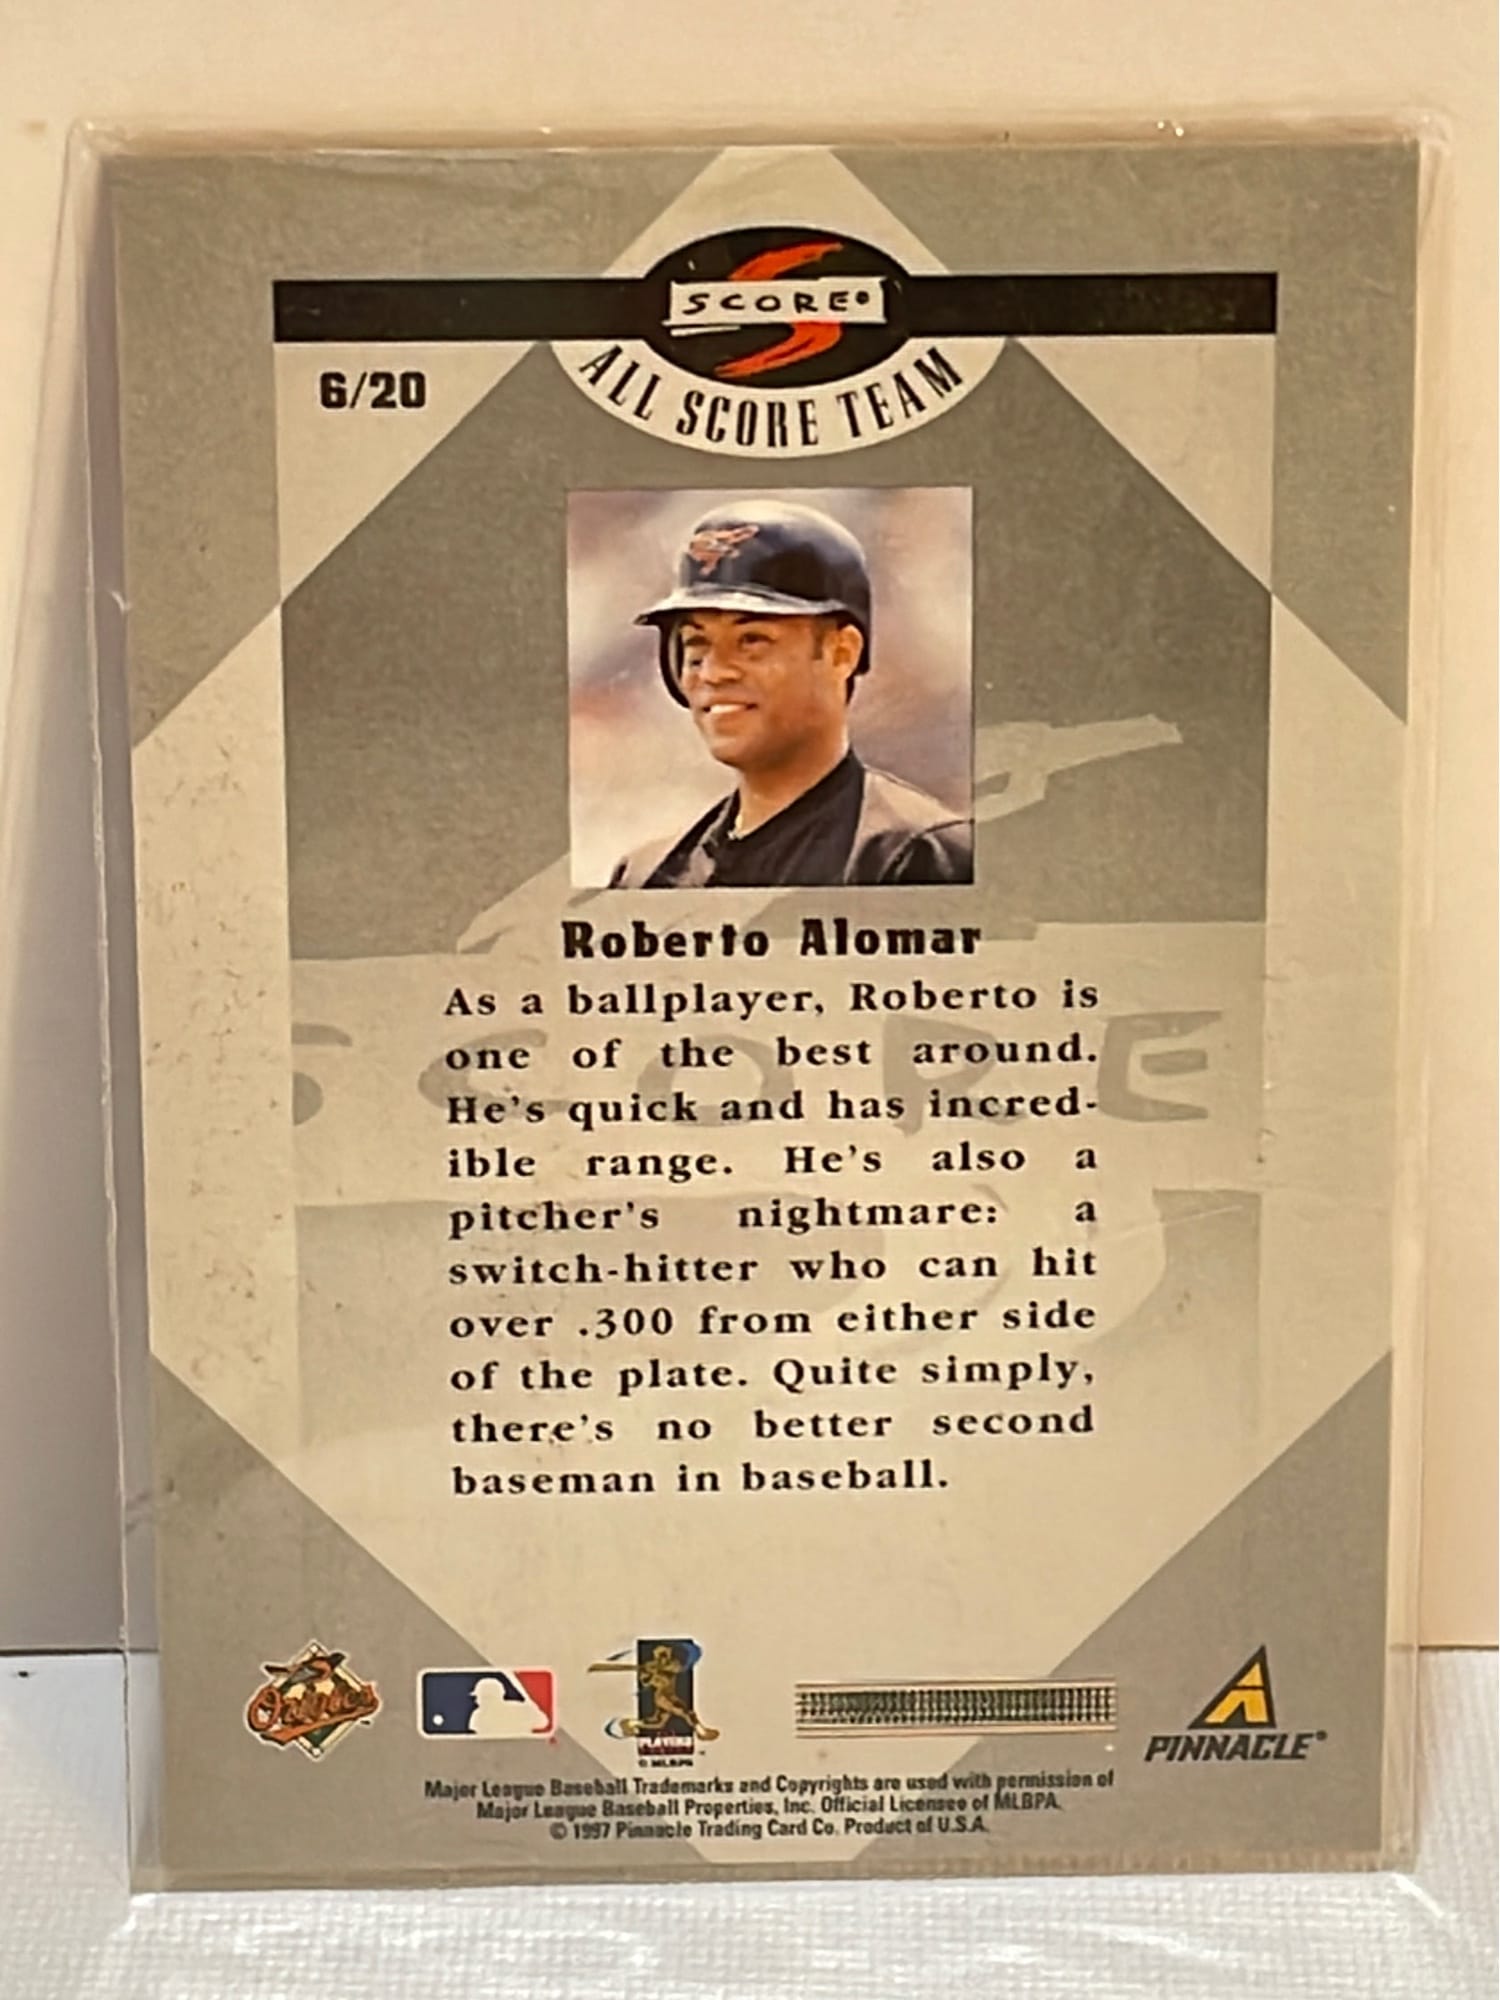 SCORE®
ALL SCORE TEAM
6/20
Roberto Alomar
As a ballplayer, Roberto is
one of the best around.
He's quick and has incred-
ible range. He's also a
pitcher's nightmare: a
switch-hitter who can hit
over .300 from either side
of the plate. Quite simply,
there's no better second
baseman in baseball.
SCORE
Orioles
PLAYERS
© MLBPA
PINNACLE®
Major League Baseball Trademarks and Copyrights are used with permission of
Major League Baseball Properties, Inc. Official Licensee of MLBPA.
© 1997 Pinnacle Trading Card Co. Product of U.S.A.